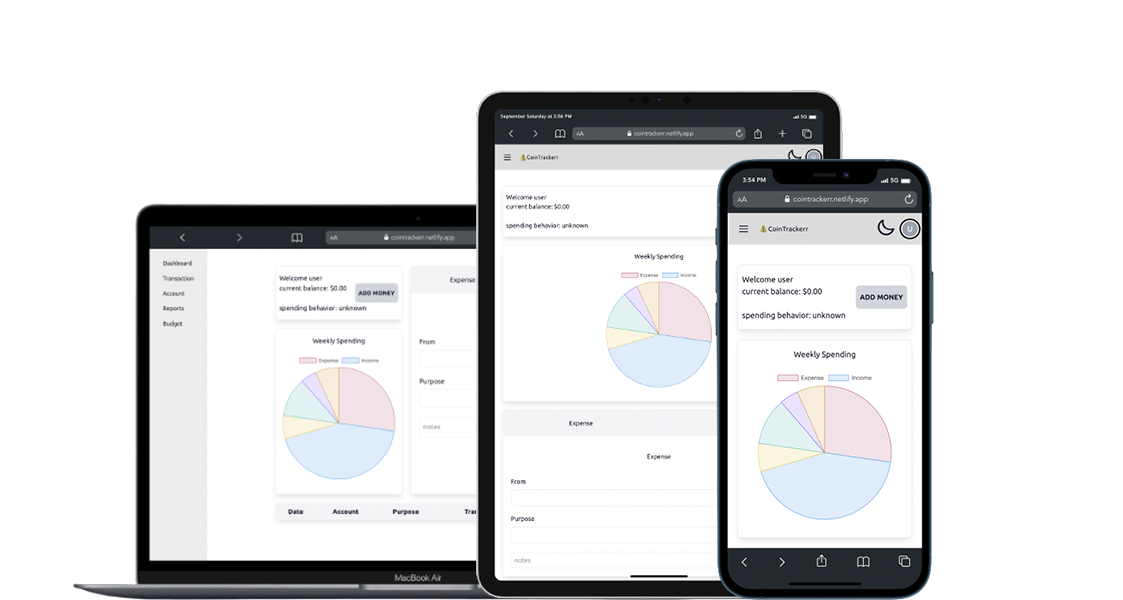 cointrackerr.netlify.app
Dashboard
Transaction
Account
Reports
Budget
Welcome user
current balance: $0.00
ADD MONEY
spending behavior: unknown
Weekly Spending
Expense Income
Expense
From
Purpose
notes
Date Account Purpose Tra
MacBook Air
September Saturday at 3:56 PM 5G
AA cointrackerr.netlify.app
CoinTrackerr
Welcome user
current balance: $0.00
spending behavior: unknown
Weekly Spending
Expense Income
Expense
Expense
From
Purpose
notes
3:54 PM 5G
AA cointrackerr.netlify.app
CoinTrackerr U
Welcome user
current balance: $0.00
ADD MONEY
spending behavior: unknown
Weekly Spending
Expense Income